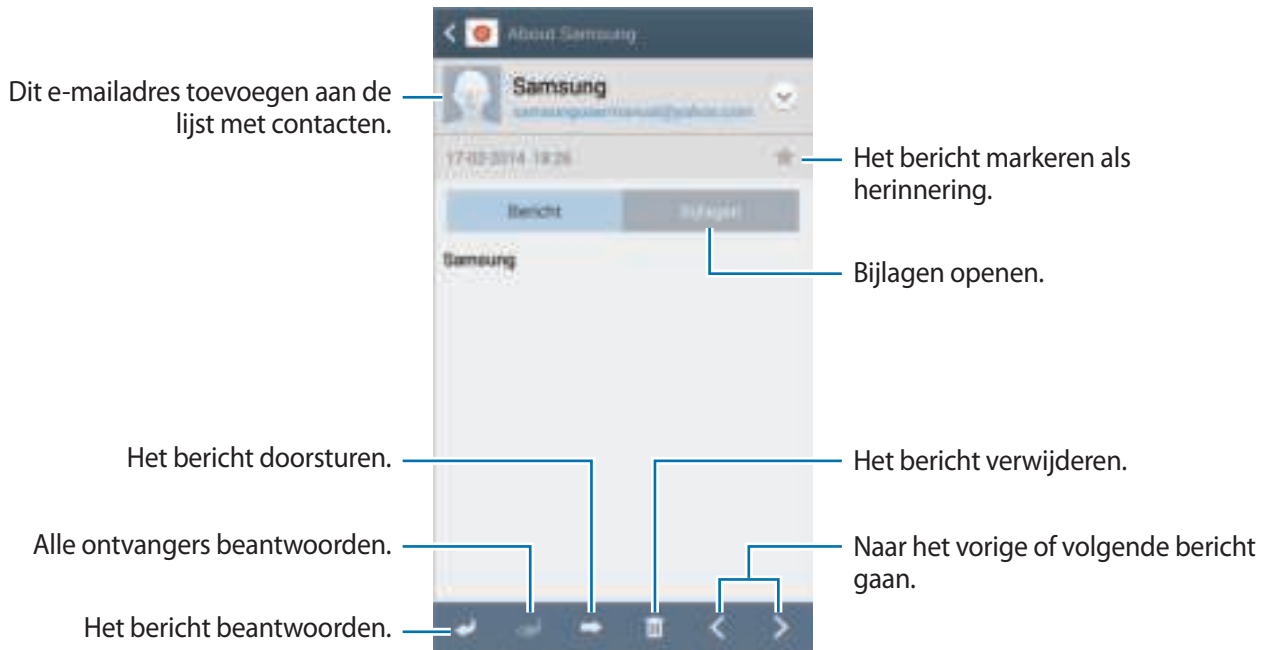 About Samsung
Dit e-mailadres toevoegen aan de
lijst met contacten.
Samsung
samsungusermanual@yahoo.com
17-02-2014 19:26
Het bericht markeren als
herinnering.
Bericht
Bijlagen
Samsung
Bijlagen openen.
Het bericht doorsturen.
Het bericht verwijderen.
Alle ontvangers beantwoorden.
Naar het vorige of volgende bericht
gaan.
Het bericht beantwoorden.